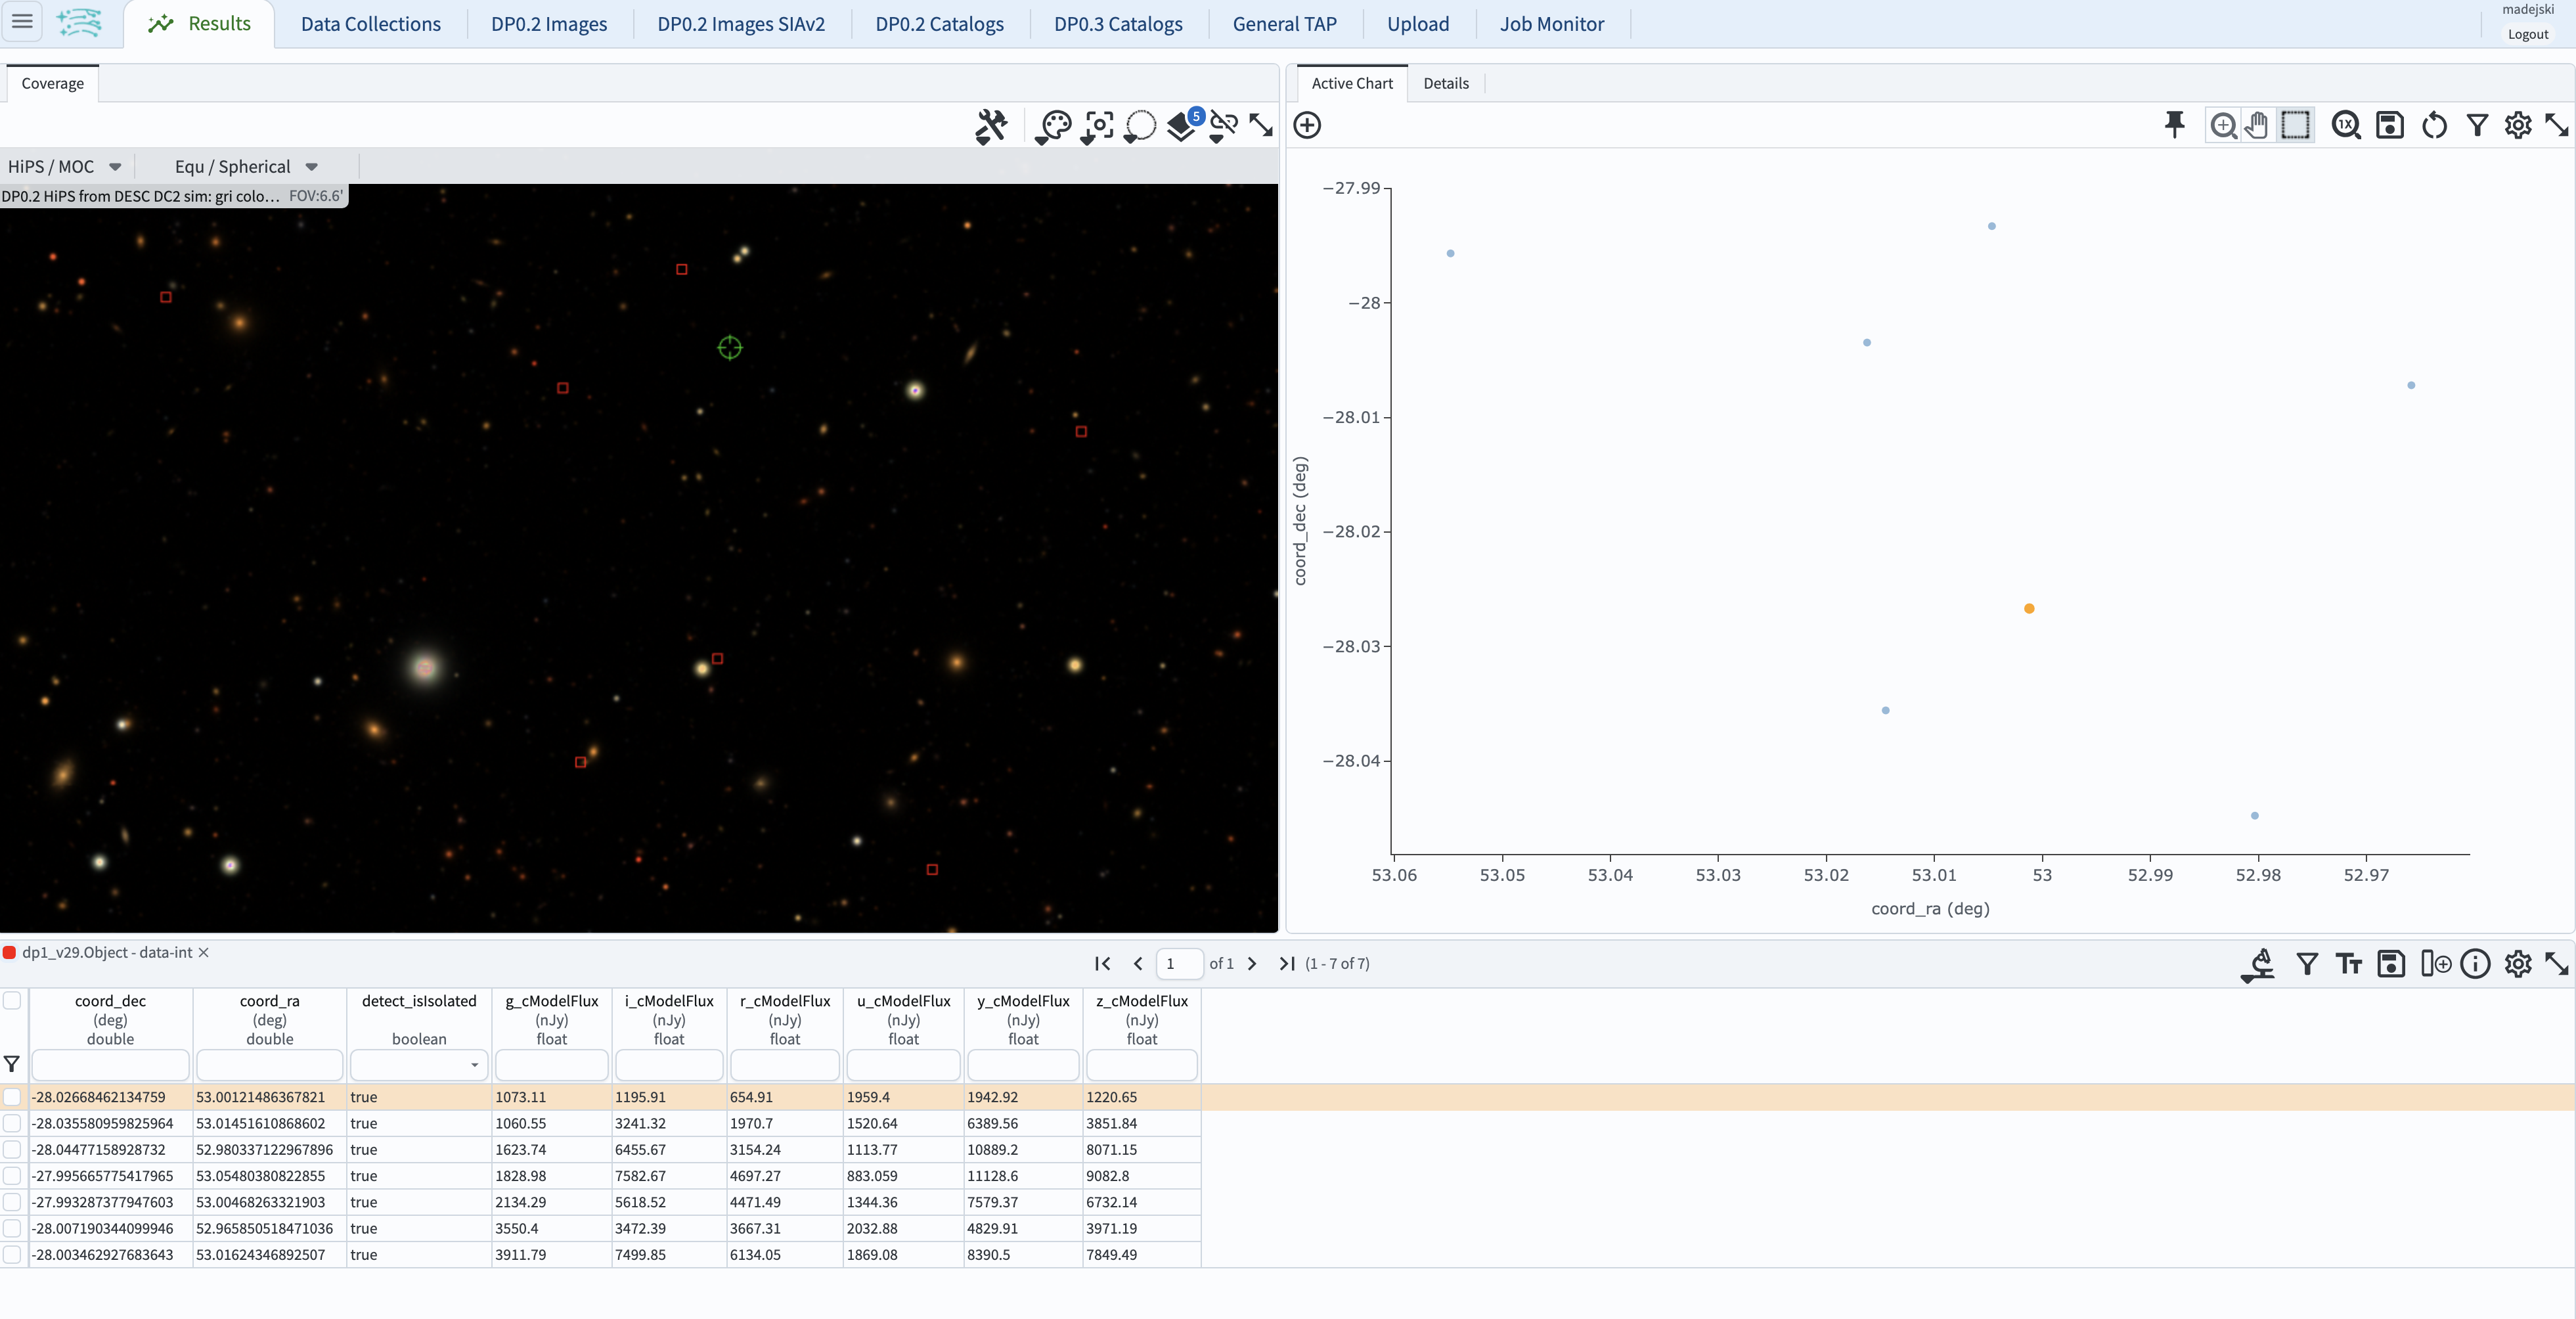 Results Data Collections DP0.2 Images DP0.2 Images SIAv2 DP0.2 Catalogs DP0.3 Catalogs General TAP Upload Job Monitor
madejski
Logout
Coverage
5
HiPS / MOC Equ / Spherical
DP0.2 HiPS from DESC DC2 sim: gri colo... FOV:6.6'
Active Chart Details
1X
−27.99
−28
−28.01
−28.02
−28.03
−28.04
coord_dec (deg)
53.06 53.05 53.04 53.03 53.02 53.01 53 52.99 52.98 52.97
coord_ra (deg)
dp1_v29.Object - data-int
1 of 1 (1 - 7 of 7)
coord_dec coord_ra detect_isIsolated g_cModelFlux i_cModelFlux r_cModelFlux u_cModelFlux y_cModelFlux z_cModelFlux
(deg) (deg) (nJy) (nJy) (nJy) (nJy) (nJy) (nJy)
double double boolean float float float float float float
-28.02668462134759 53.00121486367821 true 1073.11 1195.91 654.91 1959.4 1942.92 1220.65
-28.035580959825964 53.01451610868602 true 1060.55 3241.32 1970.7 1520.64 6389.56 3851.84
-28.04477158928732 52.980337122967896 true 1623.74 6455.67 3154.24 1113.77 10889.2 8071.15
-27.995665775417965 53.05480380822855 true 1828.98 7582.67 4697.27 883.059 11128.6 9082.8
-27.993287377947603 53.00468263321903 true 2134.29 5618.52 4471.49 1344.36 7579.37 6732.14
-28.007190344099946 52.965850518471036 true 3550.4 3472.39 3667.31 2032.88 4829.91 3971.19
-28.003462927683643 53.01624346892507 true 3911.79 7499.85 6134.05 1869.08 8390.5 7849.49